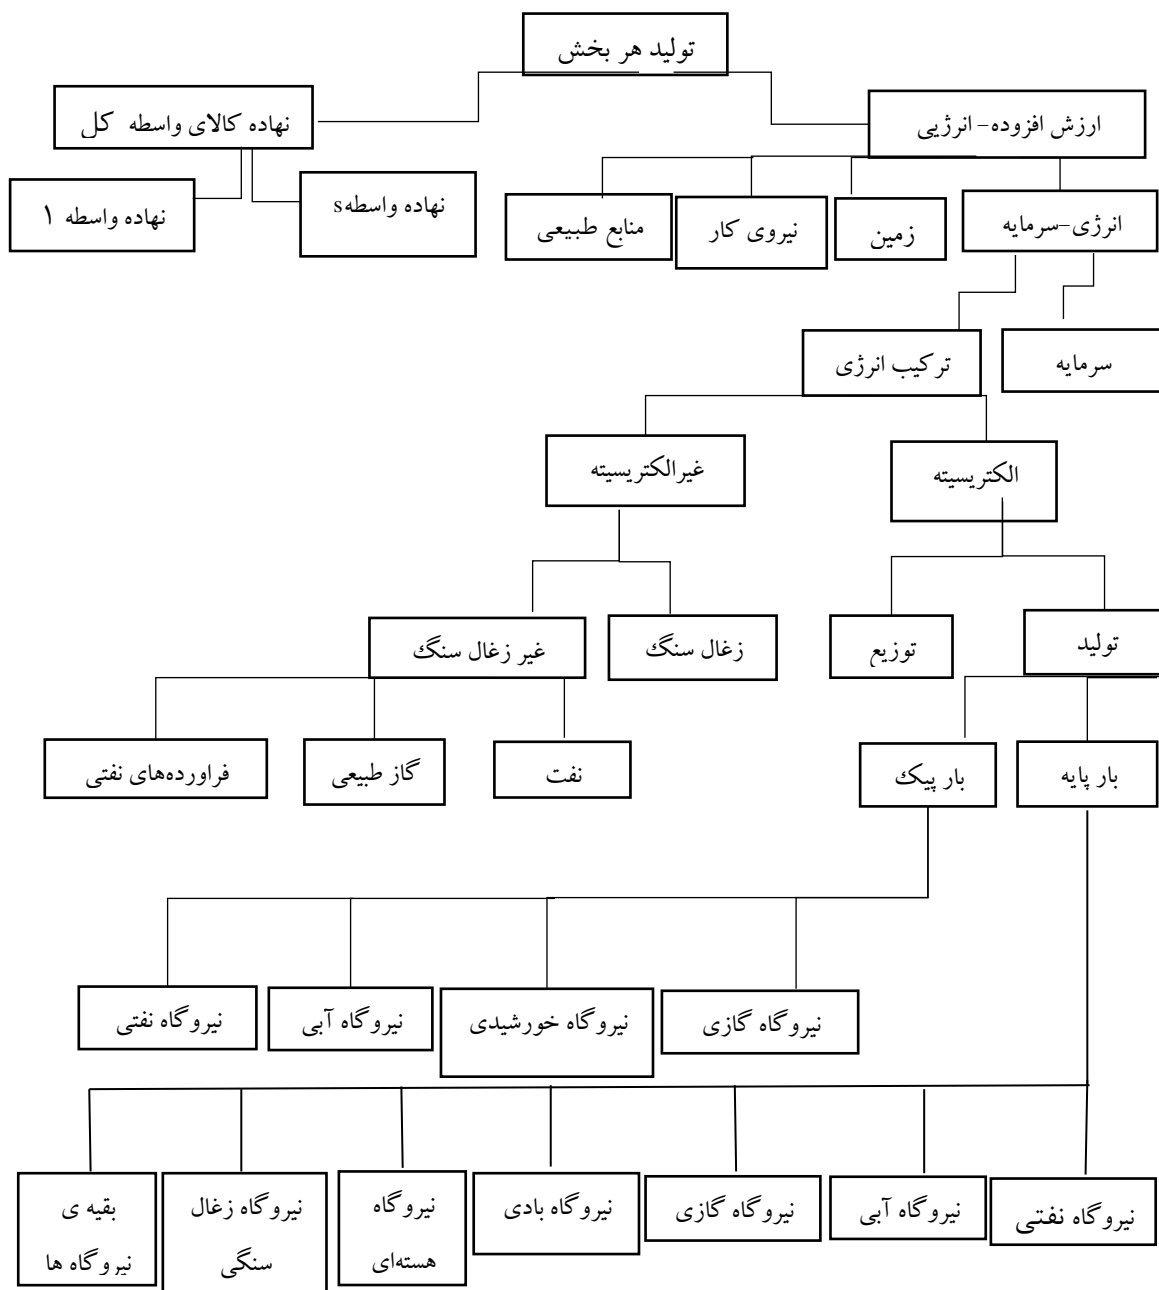 تولید هر بخش
ارزش افزوده- انرژیی
نهاده کالای واسطه کل
انرژی-سرمایه
زمین
نیروی کار
منابع طبیعی
نهاده واسطهs
نهاده واسطه ۱
سرمایه
ترکیب انرژی
الکتریسیته
غیرالکتریسیته
تولید
توزیع
زغال سنگ
غیر زغال سنگ
بار پایه
بار پیک
نفت
گاز طبیعی
فراورده‌های نفتی
نیروگاه گازی
نیروگاه خورشیدی
نیروگاه آبی
نیروگاه نفتی
نیروگاه نفتی
نیروگاه آبی
نیروگاه گازی
نیروگاه بادی
نیروگاه
هسته‌ای
نیروگاه زغال
سنگی
بقیه ی
نیروگاه ها